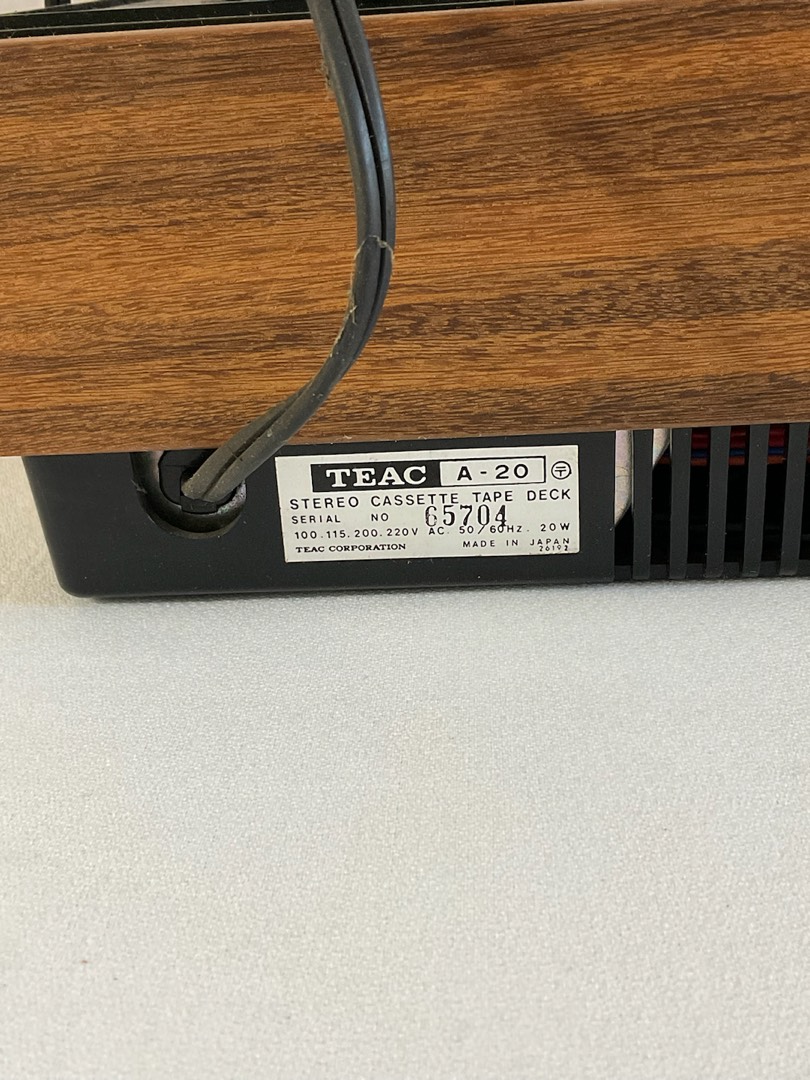 TEAC A-20 〒
STEREO CASSETTE TAPE DECK
SERIAL NO 65704
100.115.200.220V AC. 50/60Hz. 20W
TEAC CORPORATION MADE IN JAPAN
26192